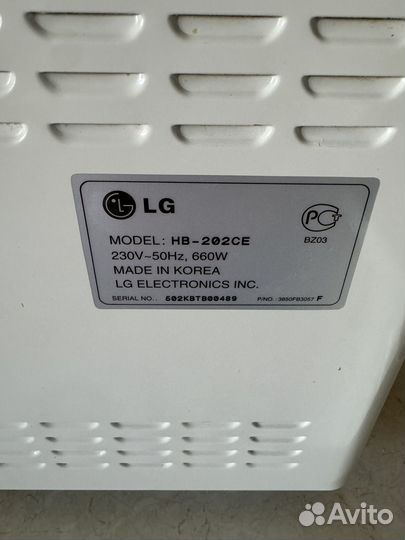 LG
PC
BZ03
MODEL: HB-202CE
230V~50Hz, 660W
MADE IN KOREA
LG ELECTRONICS INC.
SERIAL NO.: 502KBTB00489
P/NO.: 3850FB3057 F
Avito